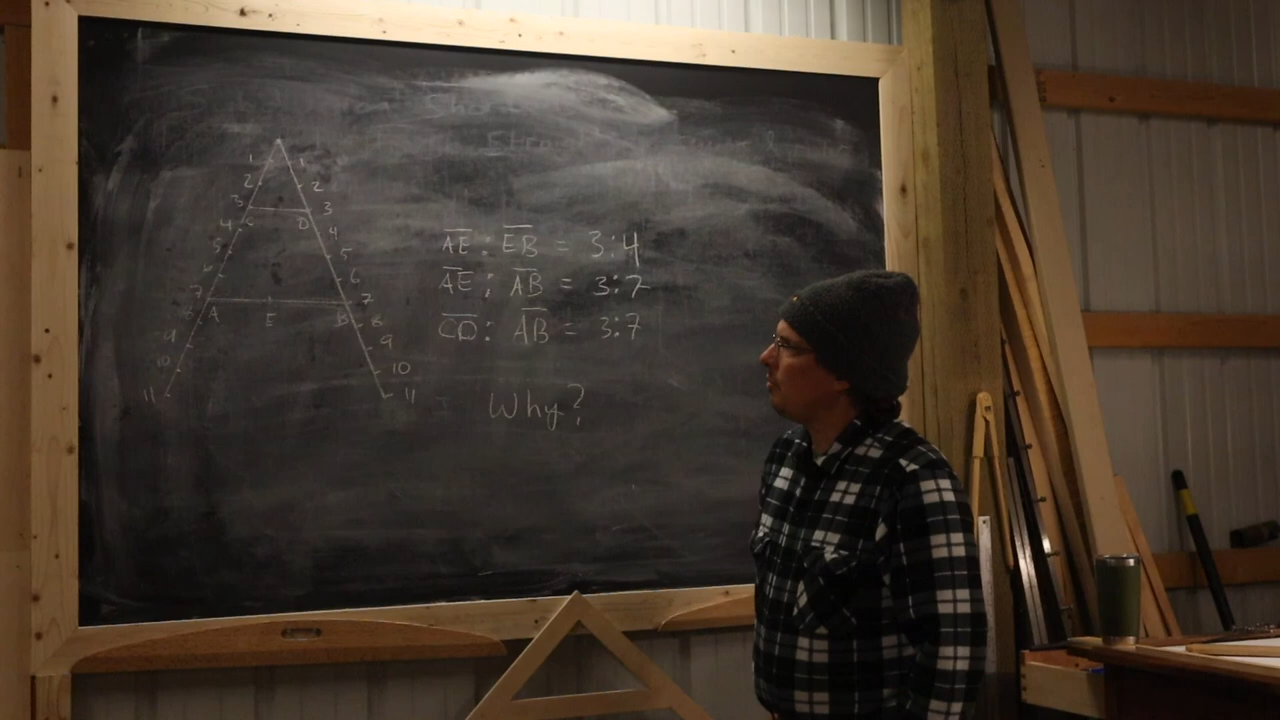 1 1
2 2
3 3
C D
4 4
5 5
6 6
7 7
A E B
8 8
9 9
10 10
11 11
AE : EB = 3:4
AE : AB = 3:7
CD : AB = 3:7
Why?